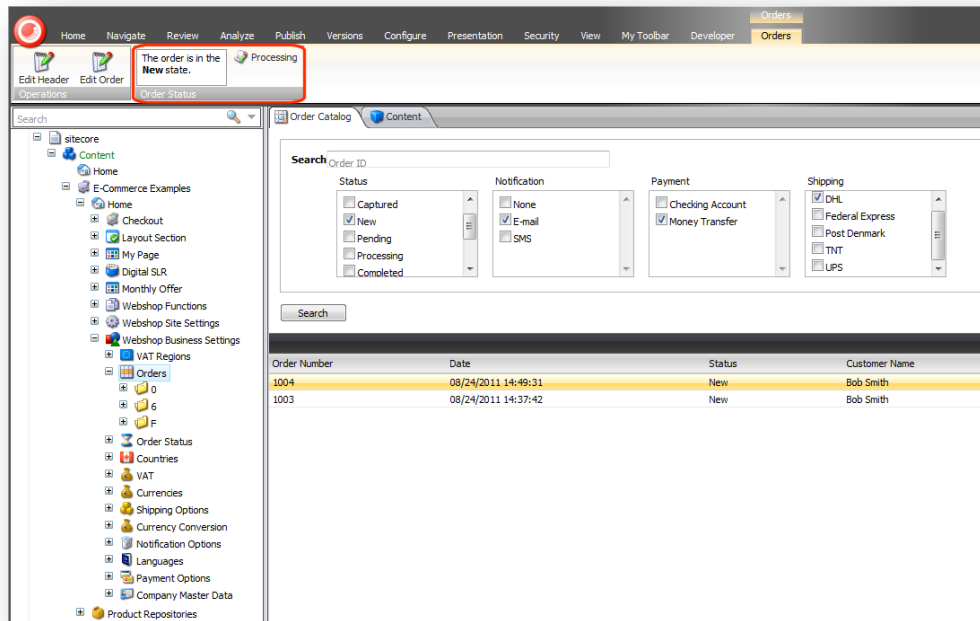 Orders
Home Navigate Review Analyze Publish Versions Configure Presentation Security View My Toolbar Developer Orders
Edit Header Edit Order
The order is in the
New state.
Processing
Operations
Order Status
Search
sitecore
Content
Home
E-Commerce Examples
Home
Checkout
Layout Section
My Page
Digital SLR
Monthly Offer
Webshop Functions
Webshop Site Settings
Webshop Business Settings
VAT Regions
Orders
0
6
F
Order Status
Countries
VAT
Currencies
Shipping Options
Currency Conversion
Notification Options
Languages
Payment Options
Company Master Data
Product Repositories
Order Catalog Content
Search Order ID
Status
Captured
New
Pending
Processing
Completed
Notification
None
E-mail
SMS
Payment
Checking Account
Money Transfer
Shipping
DHL
Federal Express
Post Denmark
TNT
UPS
Search
Order Number Date Status Customer Name
1004 08/24/2011 14:49:31 New Bob Smith
1003 08/24/2011 14:37:42 New Bob Smith